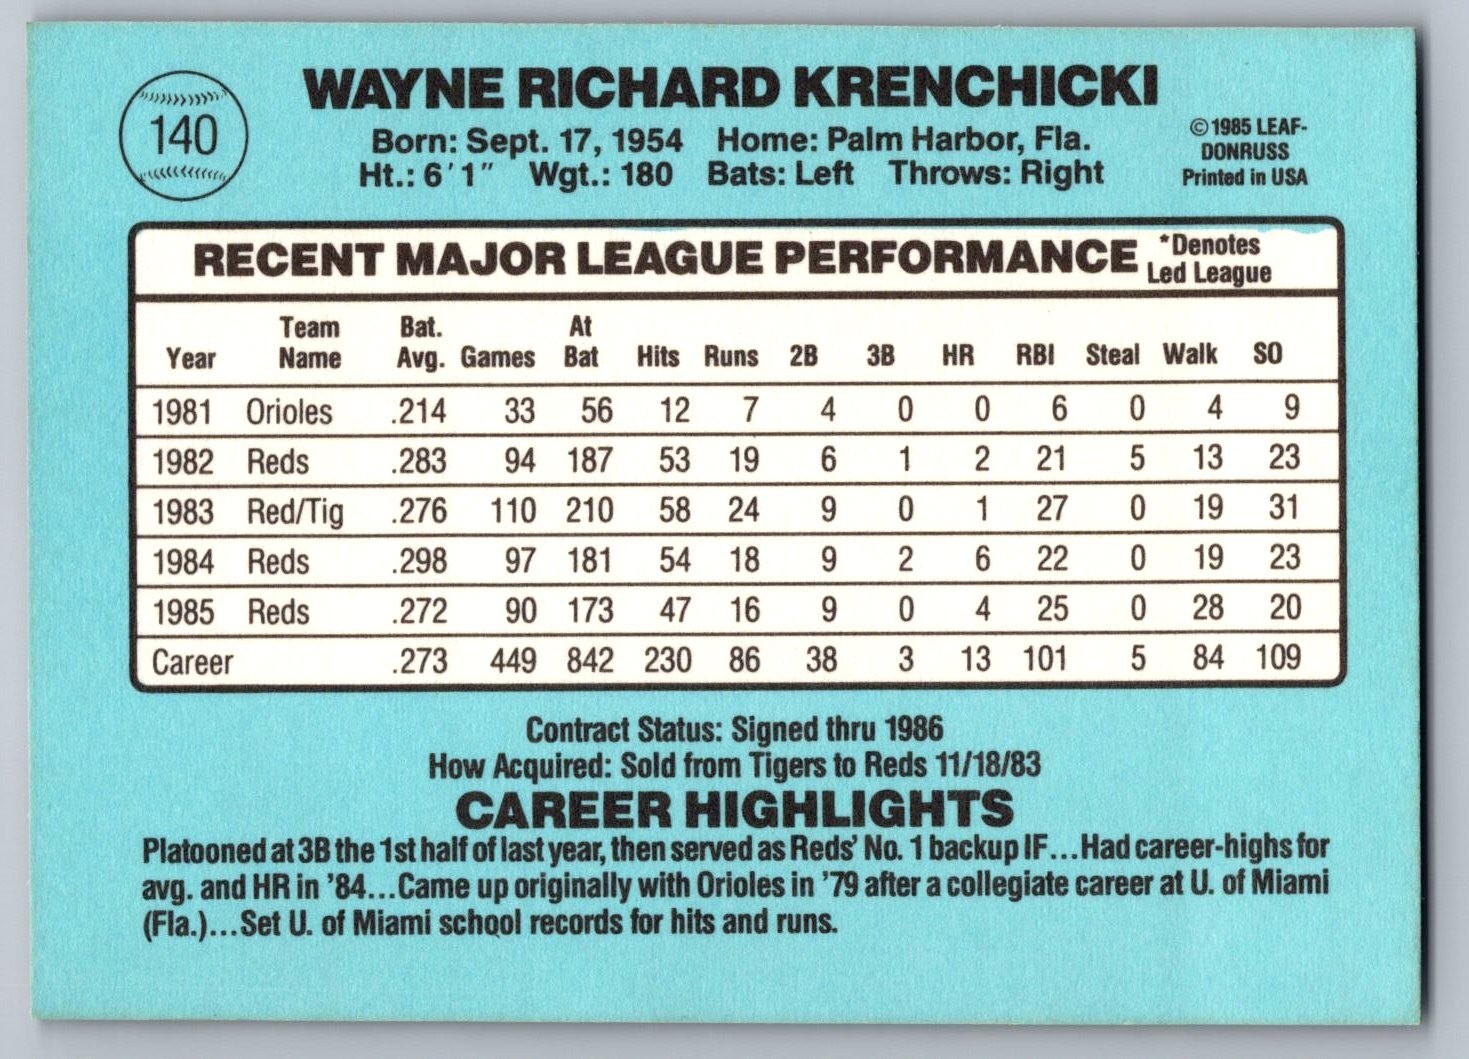 140
WAYNE RICHARD KRENCHICKI
Born: Sept. 17, 1954 Home: Palm Harbor, Fla.
Ht.: 6'1" Wgt.: 180 Bats: Left Throws: Right
©1985 LEAF-
DONRUSS
Printed in USA
RECENT MAJOR LEAGUE PERFORMANCE *Denotes
Led League
Year Team Name Bat. Avg. Games At Bat Hits Runs 2B 3B HR RBI Steal Walk SO
1981 Orioles .214 33 56 12 7 4 0 0 6 0 4 9
1982 Reds .283 94 187 53 19 6 1 2 21 5 13 23
1983 Red/Tig .276 110 210 58 24 9 0 1 27 0 19 31
1984 Reds .298 97 181 54 18 9 2 6 22 0 19 23
1985 Reds .272 90 173 47 16 9 0 4 25 0 28 20
Career .273 449 842 230 86 38 3 13 101 5 84 109
Contract Status: Signed thru 1986
How Acquired: Sold from Tigers to Reds 11/18/83
CAREER HIGHLIGHTS
Platooned at 3B the 1st half of last year, then served as Reds' No. 1 backup IF...Had career-highs for
avg. and HR in '84...Came up originally with Orioles in '79 after a collegiate career at U. of Miami
(Fla.)...Set U. of Miami school records for hits and runs.